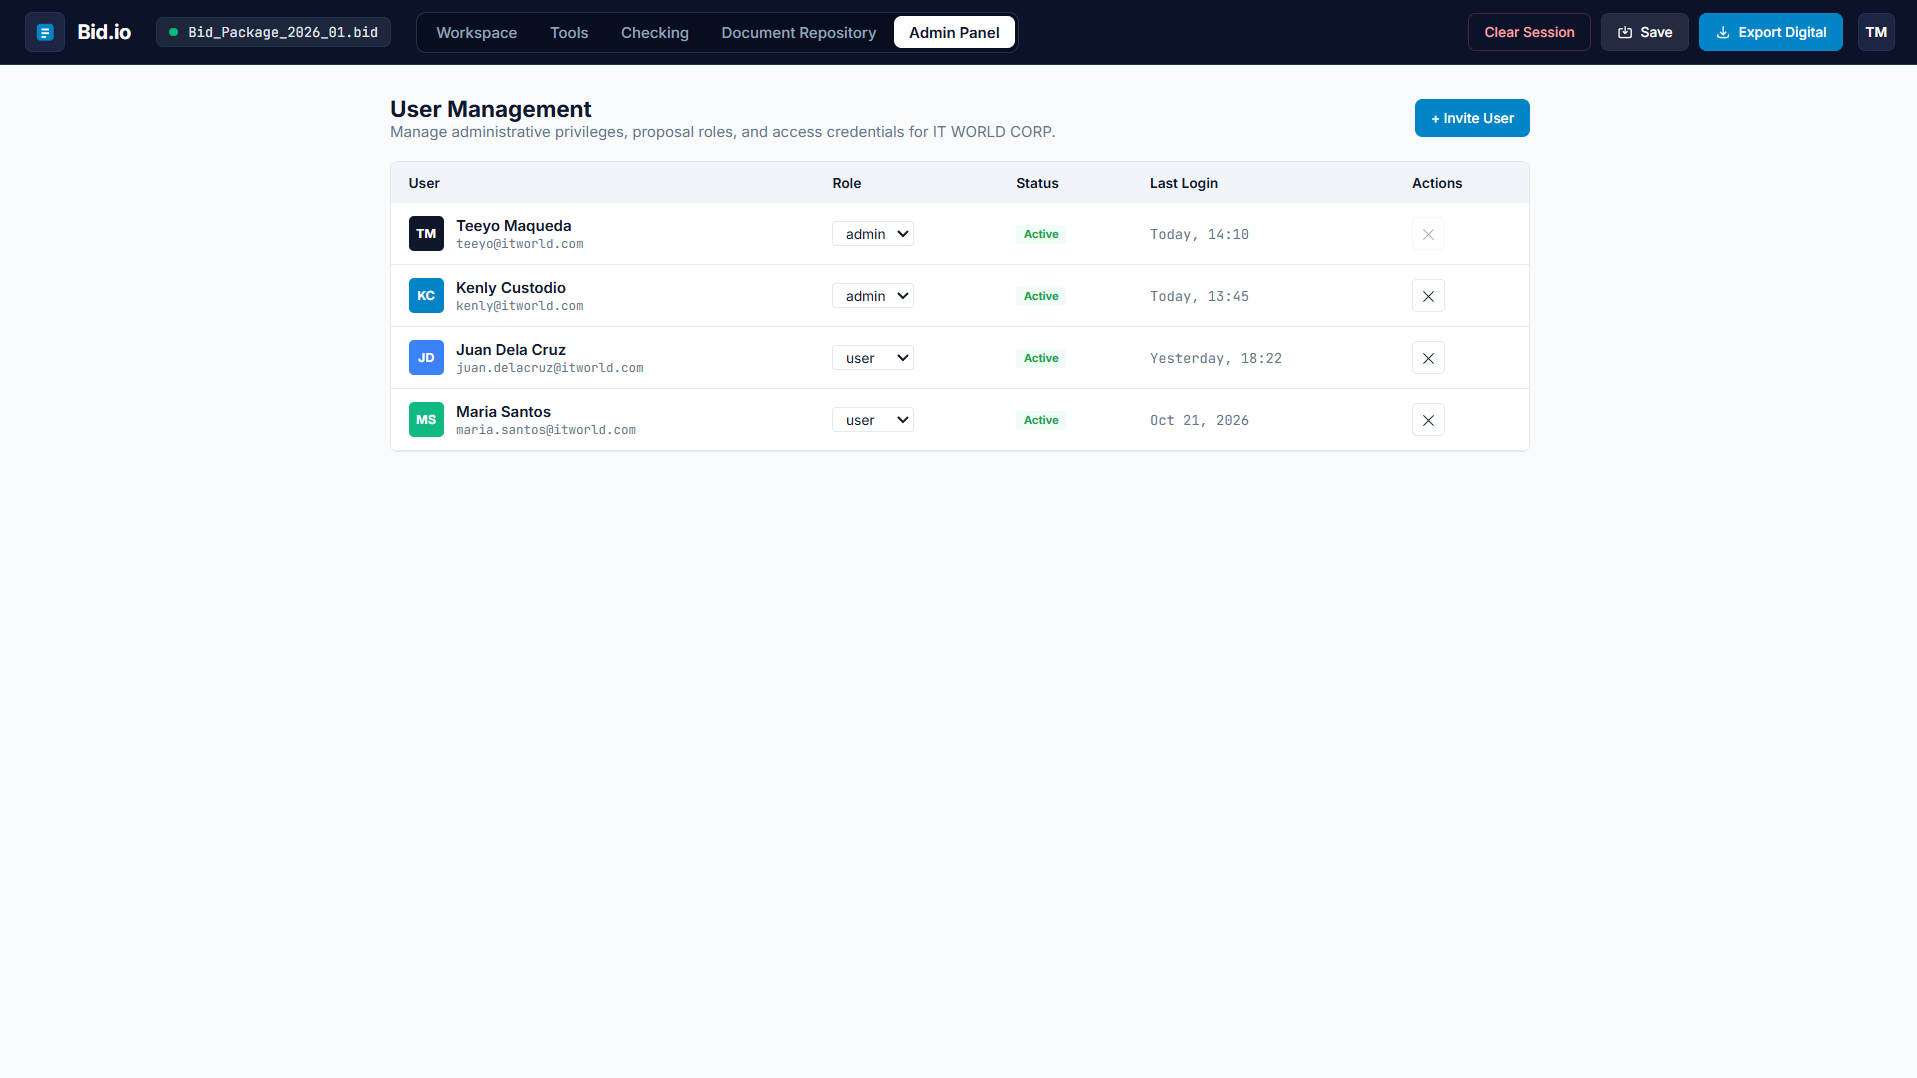 Bid.io
Bid_Package_2026_01.bid
Workspace
Tools
Checking
Document Repository
Admin Panel
Clear Session
Save
Export Digital
TM
User Management
Manage administrative privileges, proposal roles, and access credentials for IT WORLD CORP.
+ Invite User
User Role Status Last Login Actions
TM Teeyo Maqueda
teeyo@itworld.com
admin
Active
Today, 14:10
KC Kenly Custodio
kenly@itworld.com
admin
Active
Today, 13:45
JD Juan Dela Cruz
juan.delacruz@itworld.com
user
Active
Yesterday, 18:22
MS Maria Santos
maria.santos@itworld.com
user
Active
Oct 21, 2026